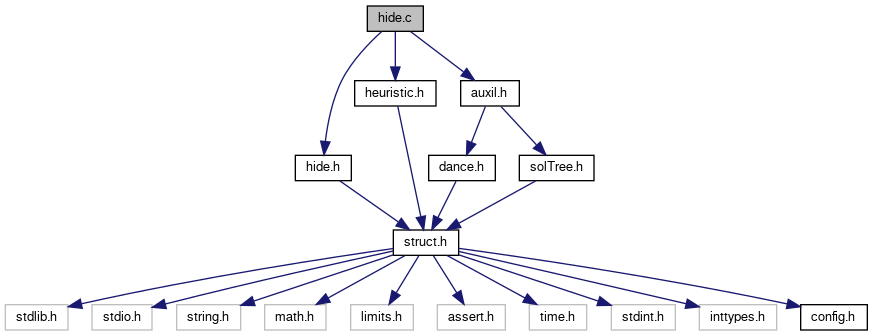 hide.c
heuristic.h
auxil.h
hide.h
dance.h
solTree.h
struct.h
stdlib.h
stdio.h
string.h
math.h
limits.h
assert.h
time.h
stdint.h
inttypes.h
config.h